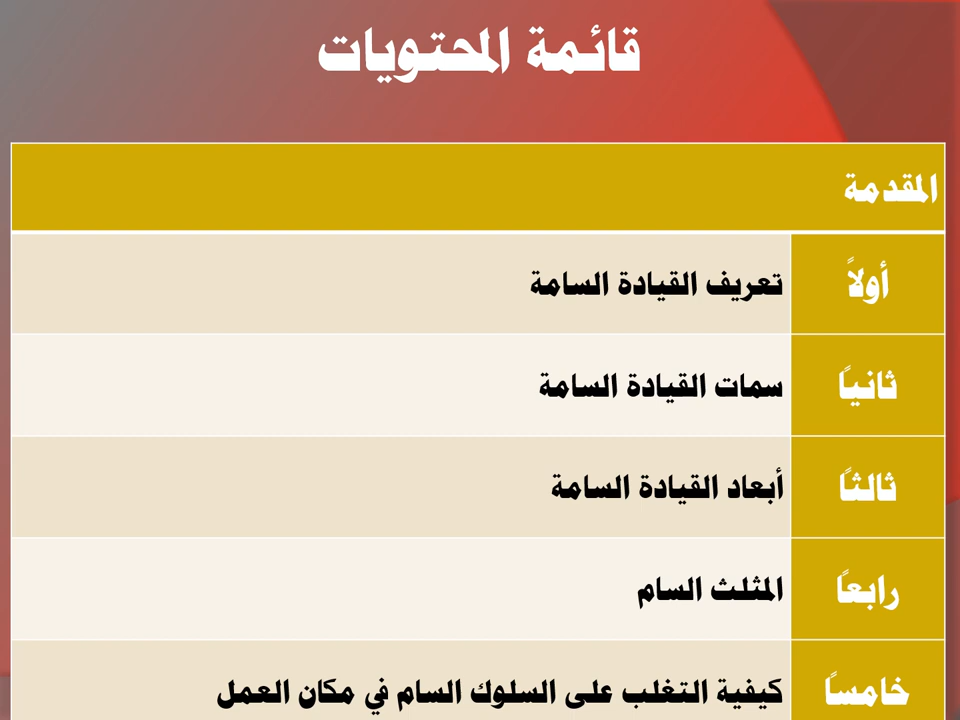 قائمة المحتويات
المقدمة
أولاً تعريف القيادة السامة
ثانياً سمات القيادة السامة
ثالثاً أبعاد القيادة السامة
رابعاً المثلث السام
خامساً كيفية التغلب على السلوك السام في مكان العمل